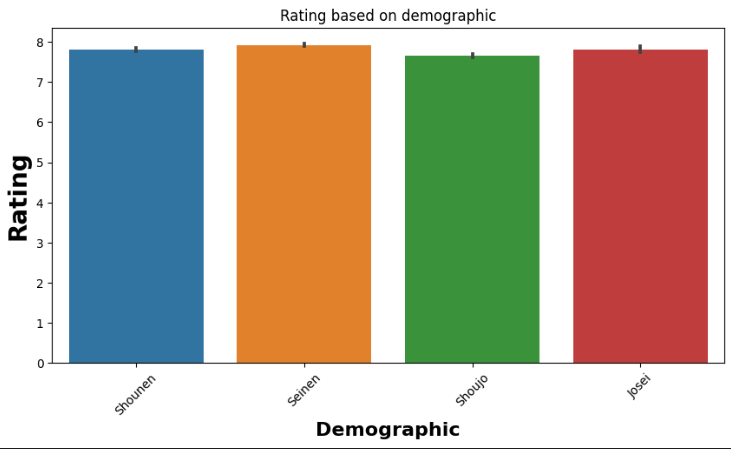 Rating based on demographic
Rating
8
7
6
5
4
3
2
1
0
Shounen
Seinen
Shoujo
Josei
Demographic